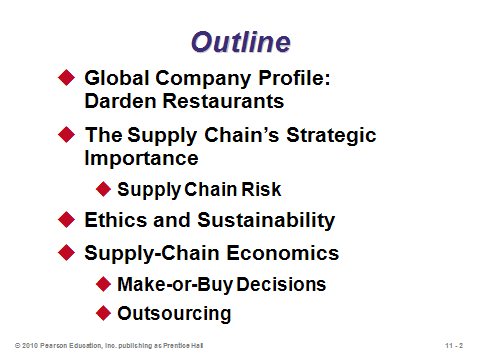 Outline
Global Company Profile:
Darden Restaurants
The Supply Chain's Strategic
Importance
Supply Chain Risk
Ethics and Sustainability
Supply-Chain Economics
Make-or-Buy Decisions
Outsourcing
© 2010 Pearson Education, Inc. publishing as Prentice Hall
11 - 2